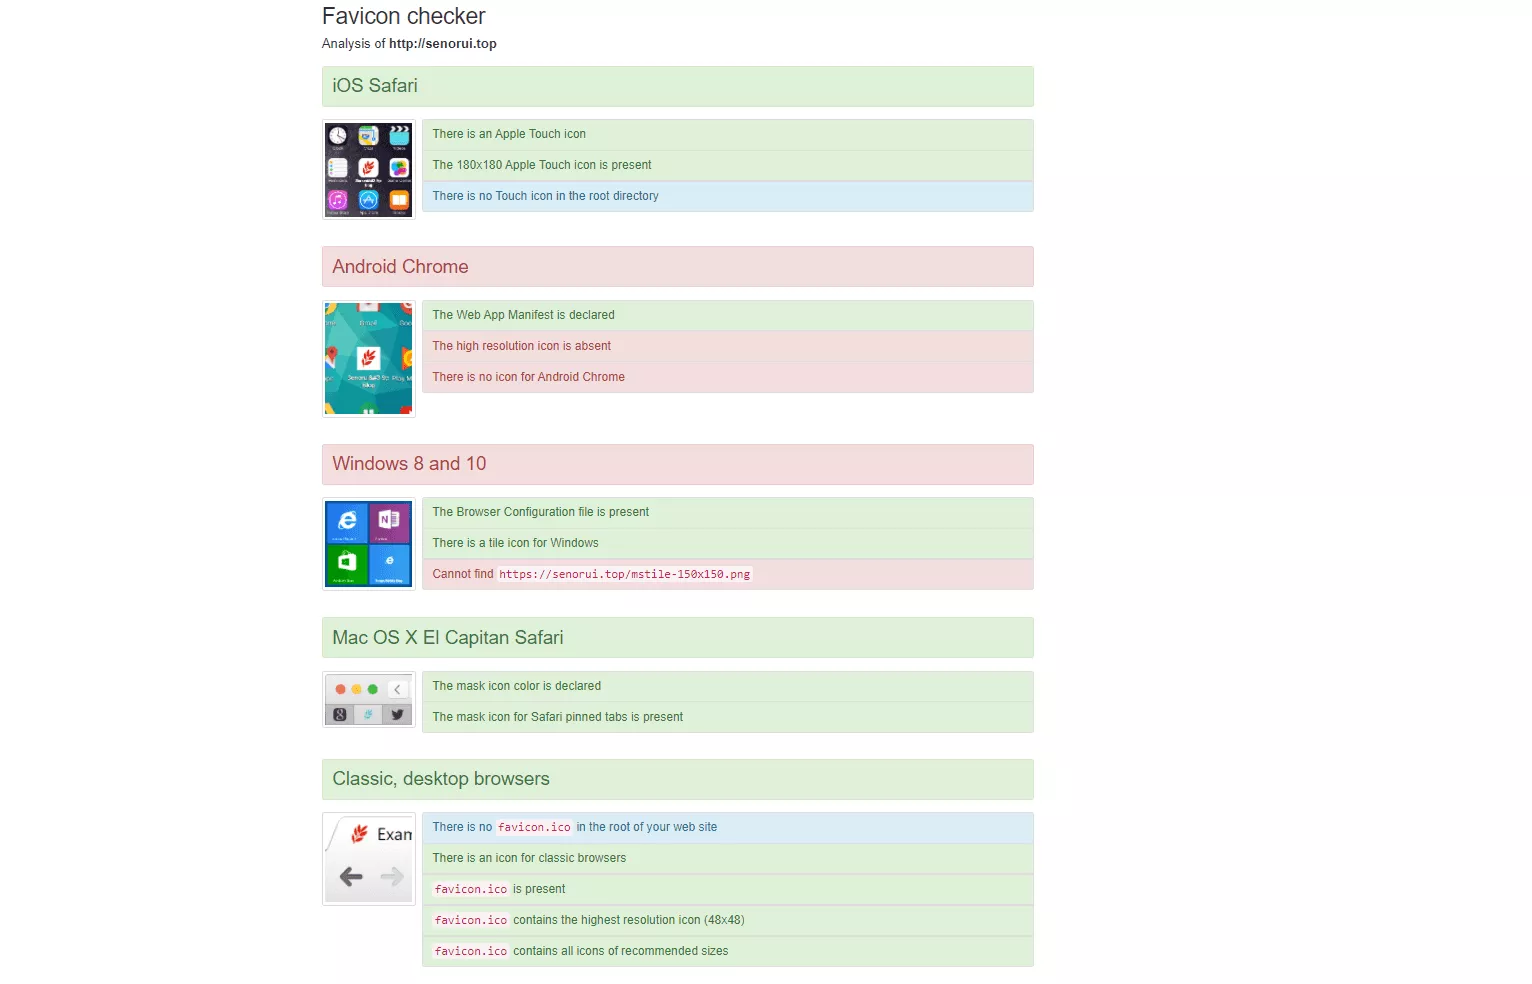 Favicon checker
Analysis of http://senorui.top
iOS Safari
There is an Apple Touch icon
The 180x180 Apple Touch icon is present
There is no Touch icon in the root directory
Android Chrome
The Web App Manifest is declared
The high resolution icon is absent
There is no icon for Android Chrome
Windows 8 and 10
The Browser Configuration file is present
There is a tile icon for Windows
Cannot find https://senorui.top/mstile-150x150.png
Mac OS X El Capitan Safari
The mask icon color is declared
The mask icon for Safari pinned tabs is present
Classic, desktop browsers
Exam
There is no favicon.ico in the root of your web site
There is an icon for classic browsers
favicon.ico is present
favicon.ico contains the highest resolution icon (48x48)
favicon.ico contains all icons of recommended sizes